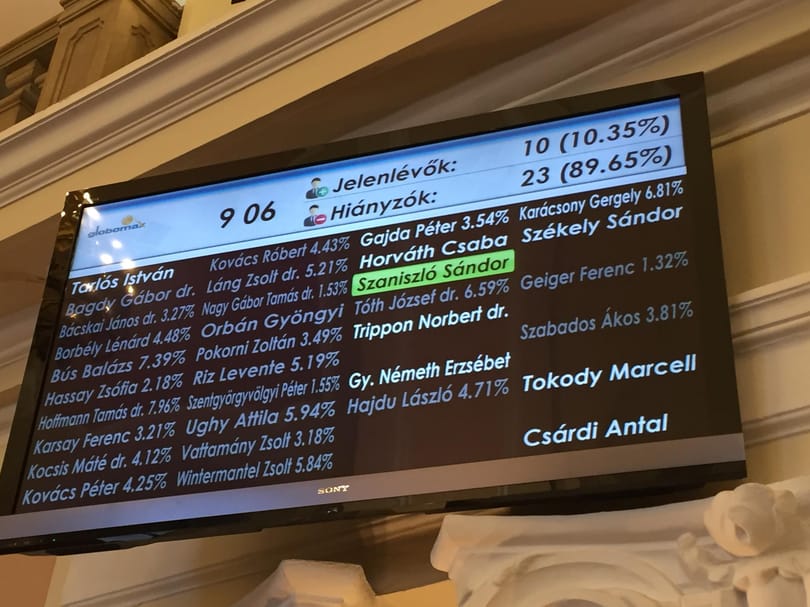 globomax
9 06
Jelenlévők: 10 (10.35%)
Hiányzók: 23 (89.65%)
Tarlós István
Bagdy Gábor dr.
Bácskai János dr. 3.27%
Borbély Lénárd 4.48%
Bús Balázs 7.39%
Hassay Zsófia 2.18%
Hoffmann Tamás dr. 7.96%
Karsay Ferenc 3.21%
Kocsis Máté dr. 4.12%
Kovács Péter 4.25%
Kovács Róbert 4.43%
Láng Zsolt dr. 5.21%
Nagy Gábor Tamás dr. 1.53%
Orbán Gyöngyi
Pokorni Zoltán 3.49%
Riz Levente 5.19%
Szentgyörgyvölgyi Péter 1.55%
Ughy Attila 5.94%
Vattamány Zsolt 3.18%
Wintermantel Zsolt 5.84%
Gajda Péter 3.54%
Horváth Csaba
Szaniszló Sándor
Tóth József dr. 6.59%
Trippon Norbert dr.
Gy. Németh Erzsébet
Hajdu László 4.71%
Karácsony Gergely 6.81%
Székely Sándor
Geiger Ferenc 1.32%
Szabados Ákos 3.81%
Tokody Marcell
Csárdi Antal
SONY